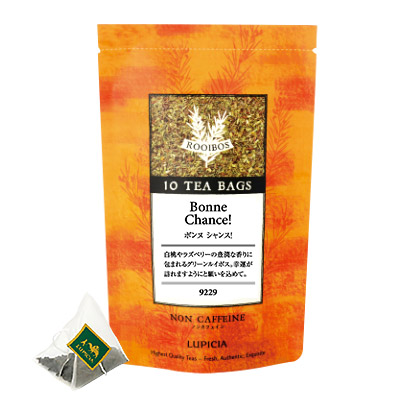 ROOIBOS
10 TEA BAGS
Bonne
Chance!
ボンヌ シャンス!
白桃やラズベリーの豊潤な香りに
包まれるグリーンルイボス。幸運が
訪れますようにと願いを込めて。
9229
NON CAFFEINE
ノンカフェイン
LUPICIA
Highest Quality Teas – Fresh, Authentic, Exquisite
LUPICIA